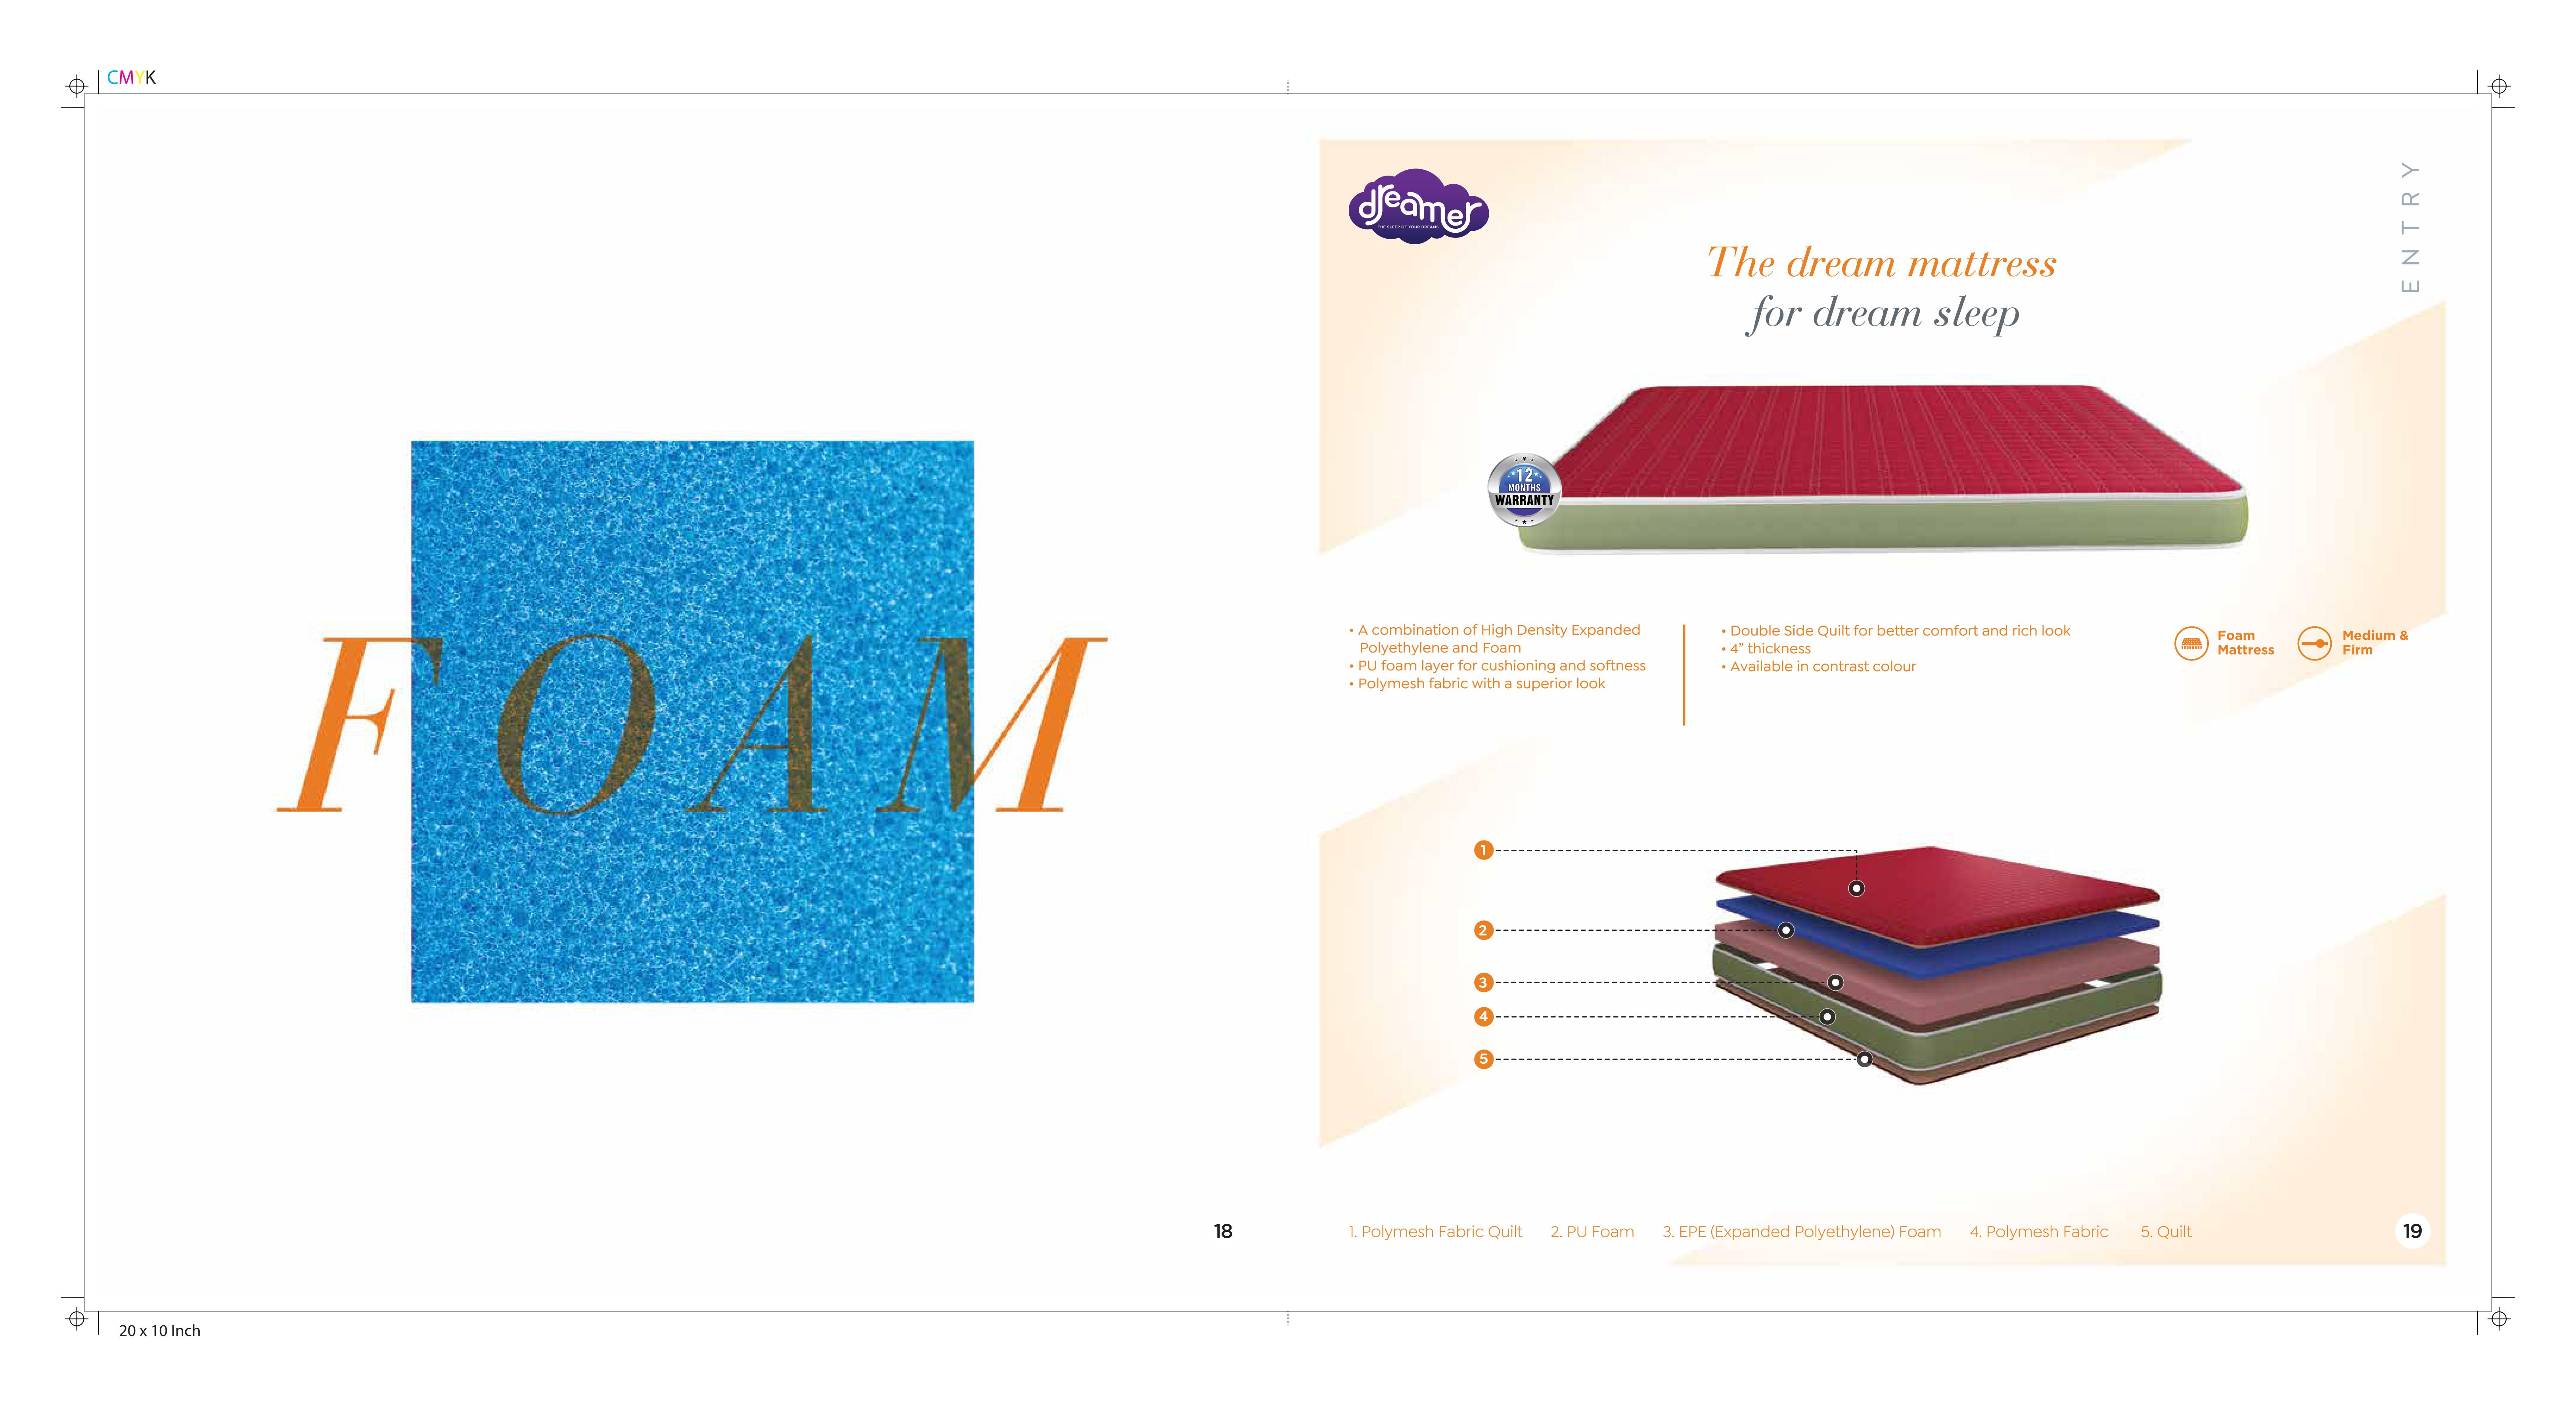 CMYK
FOAM
18
20 x 10 Inch
dreamer
THE SLEEP OF YOUR DREAMS
ENTRY
The dream mattress
for dream sleep
12
MONTHS
WARRANTY
• A combination of High Density Expanded
Polyethylene and Foam
• PU foam layer for cushioning and softness
• Polymesh fabric with a superior look
• Double Side Quilt for better comfort and rich look
• 4” thickness
• Available in contrast colour
Foam
Mattress
Medium &
Firm
1
2
3
4
5
1. Polymesh Fabric Quilt 2. PU Foam 3. EPE (Expanded Polyethylene) Foam 4. Polymesh Fabric 5. Quilt
19